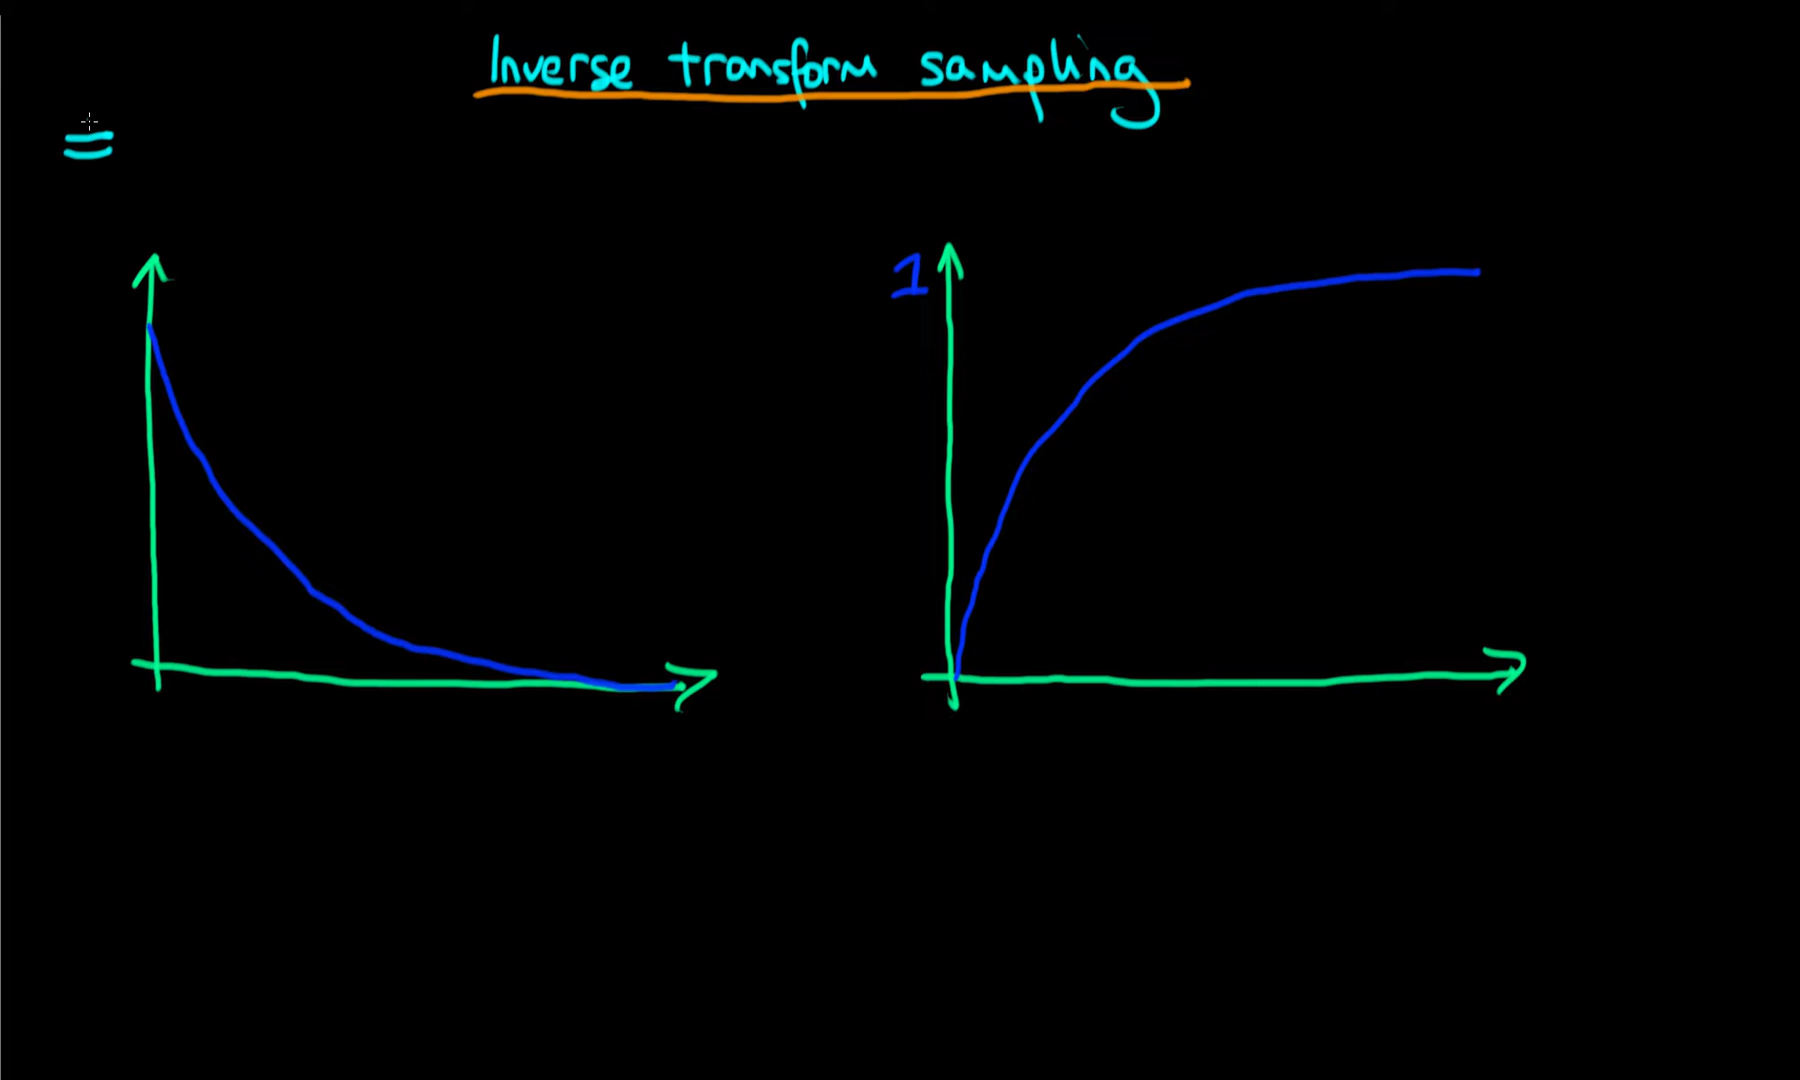 Inverse transform sampling
=
1